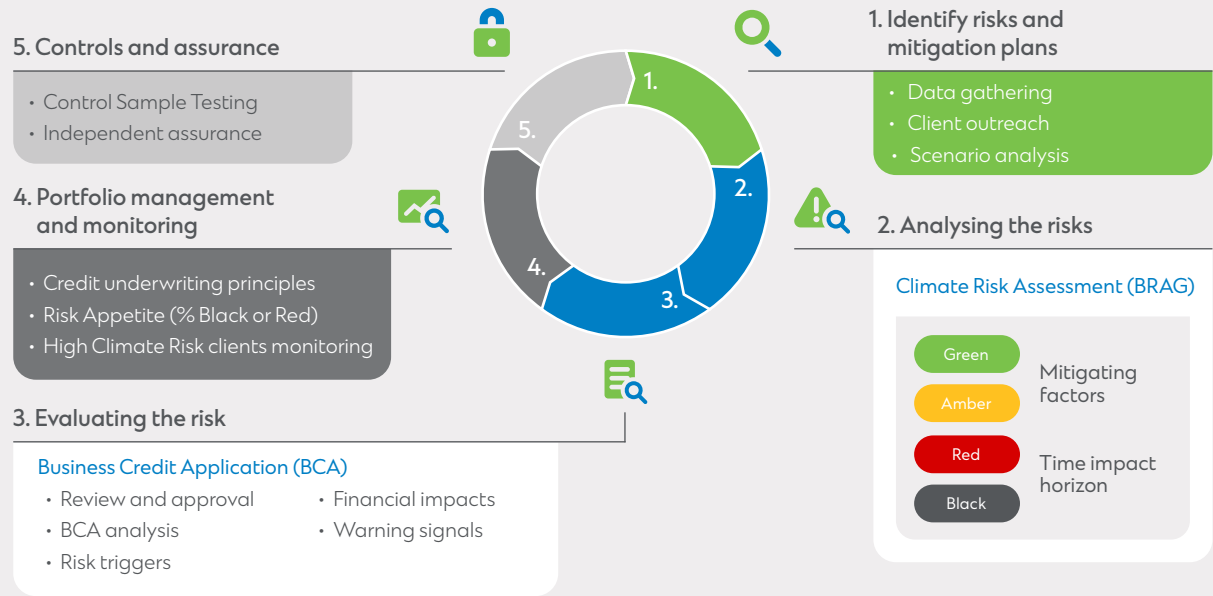 1. Identify risks and
mitigation plans
• Data gathering
• Client outreach
• Scenario analysis
2. Analysing the risks
Climate Risk Assessment (BRAG)
Green
Amber
Mitigating
factors
Red
Black
Time impact
horizon
3. Evaluating the risk
Business Credit Application (BCA)
• Review and approval
• BCA analysis
• Risk triggers
• Financial impacts
• Warning signals
4. Portfolio management
and monitoring
• Credit underwriting principles
• Risk Appetite (% Black or Red)
• High Climate Risk clients monitoring
5. Controls and assurance
• Control Sample Testing
• Independent assurance
1.
2.
3.
4.
5.